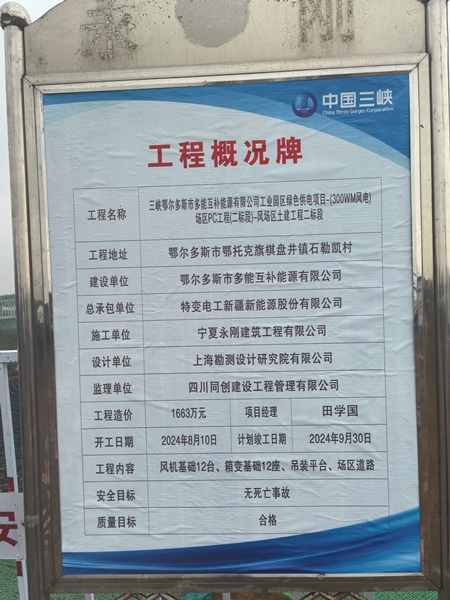 永 刚
中国三峡
China Three Gorges Corporation
工程概况牌
工程名称 三峡鄂尔多斯市多能互补能源有限公司工业园区绿色供电项目-(300WM风电)
场区PC工程(二标段)-风场区土建工程二标段
工程地址 鄂尔多斯市鄂托克旗棋盘井镇石勒凯村
建设单位 鄂尔多斯市多能互补能源有限公司
总承包单位 特变电工新疆新能源股份有限公司
施工单位 宁夏永刚建筑工程有限公司
设计单位 上海勘测设计研究院有限公司
监理单位 四川同创建设工程管理有限公司
工程造价 1663万元 项目经理 田学国
开工日期 2024年8月10日 计划竣工日期 2024年9月30日
工程内容 风机基础12台、箱变基础12座、吊装平台、场区道路
安全目标 无死亡事故
质量目标 合格
安